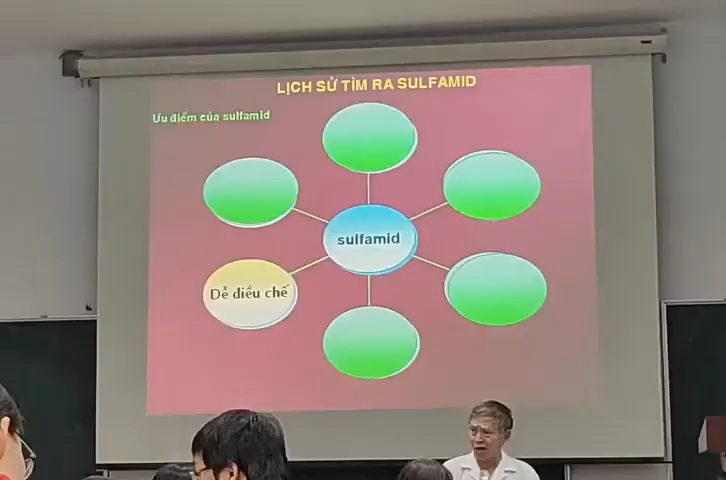 LỊCH SỬ TÌM RA SULFAMID
Ưu điểm của sulfamid
sulfamid
Dễ điều chế